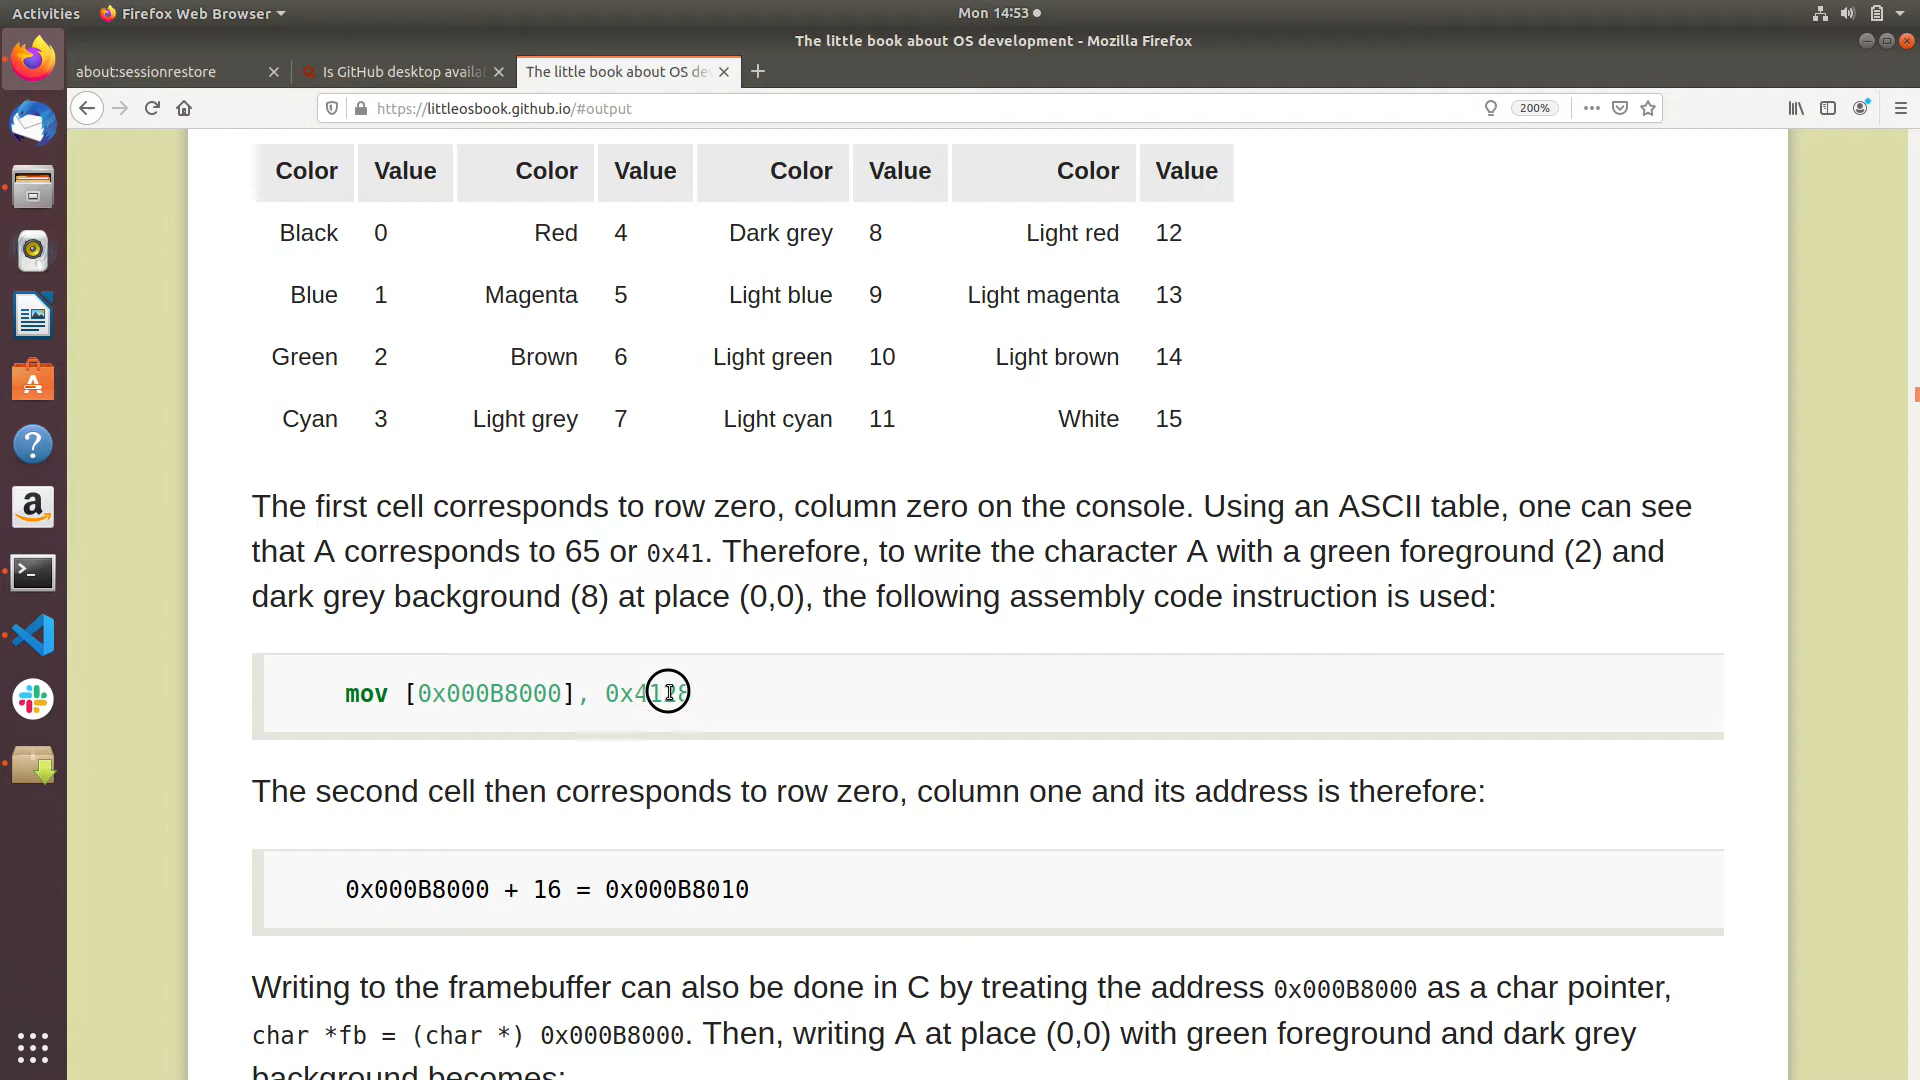 Activities Firefox Web Browser Mon 14:53
The little book about OS development - Mozilla Firefox
about:sessionrestore Is GitHub desktop availa The little book about OS de
https://littleosbook.github.io/#output 200%
Color Value Color Value Color Value Color Value
Black 0 Red 4 Dark grey 8 Light red 12
Blue 1 Magenta 5 Light blue 9 Light magenta 13
Green 2 Brown 6 Light green 10 Light brown 14
Cyan 3 Light grey 7 Light cyan 11 White 15
The first cell corresponds to row zero, column zero on the console. Using an ASCII table, one can see
that A corresponds to 65 or 0x41. Therefore, to write the character A with a green foreground (2) and
dark grey background (8) at place (0,0), the following assembly code instruction is used:
mov [0x000B8000], 0x4128
The second cell then corresponds to row zero, column one and its address is therefore:
0x000B8000 + 16 = 0x000B8010
Writing to the framebuffer can also be done in C by treating the address 0x000B8000 as a char pointer,
char *fb = (char *) 0x000B8000. Then, writing A at place (0,0) with green foreground and dark grey
background becomes: